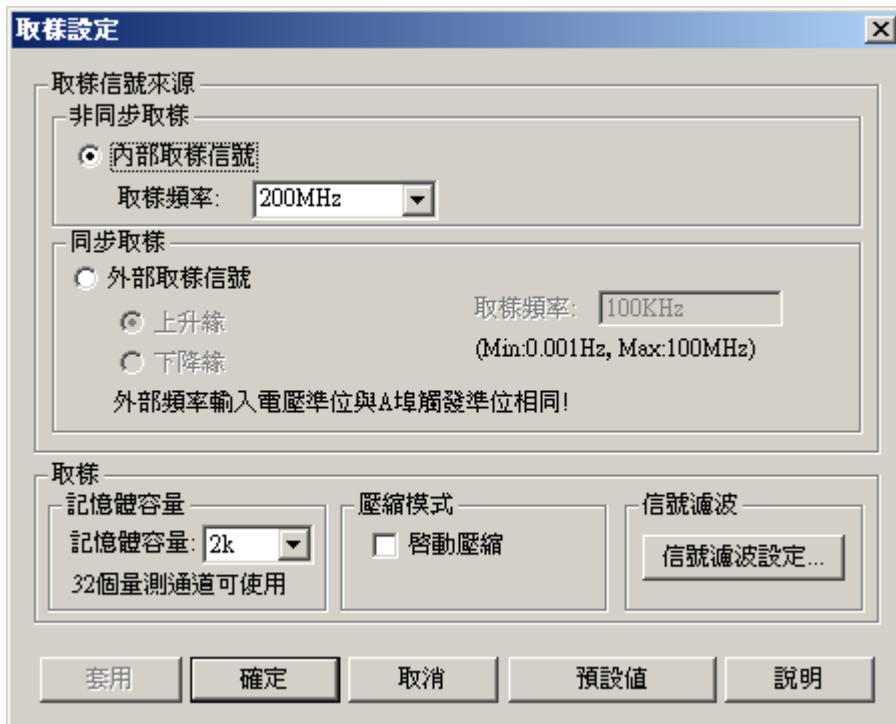 取樣設定
取樣信號來源
非同步取樣
內部取樣信號
取樣頻率: 200MHz
同步取樣
外部取樣信號
上升緣
下降緣
取樣頻率: 100KHz
(Min:0.001Hz, Max:100MHz)
外部頻率輸入電壓準位與A埠觸發準位相同!
取樣
記憶體容量
記憶體容量: 2k
32個量測通道可使用
壓縮模式
啓動壓縮
信號濾波
信號濾波設定...
套用
確定
取消
預設值
說明